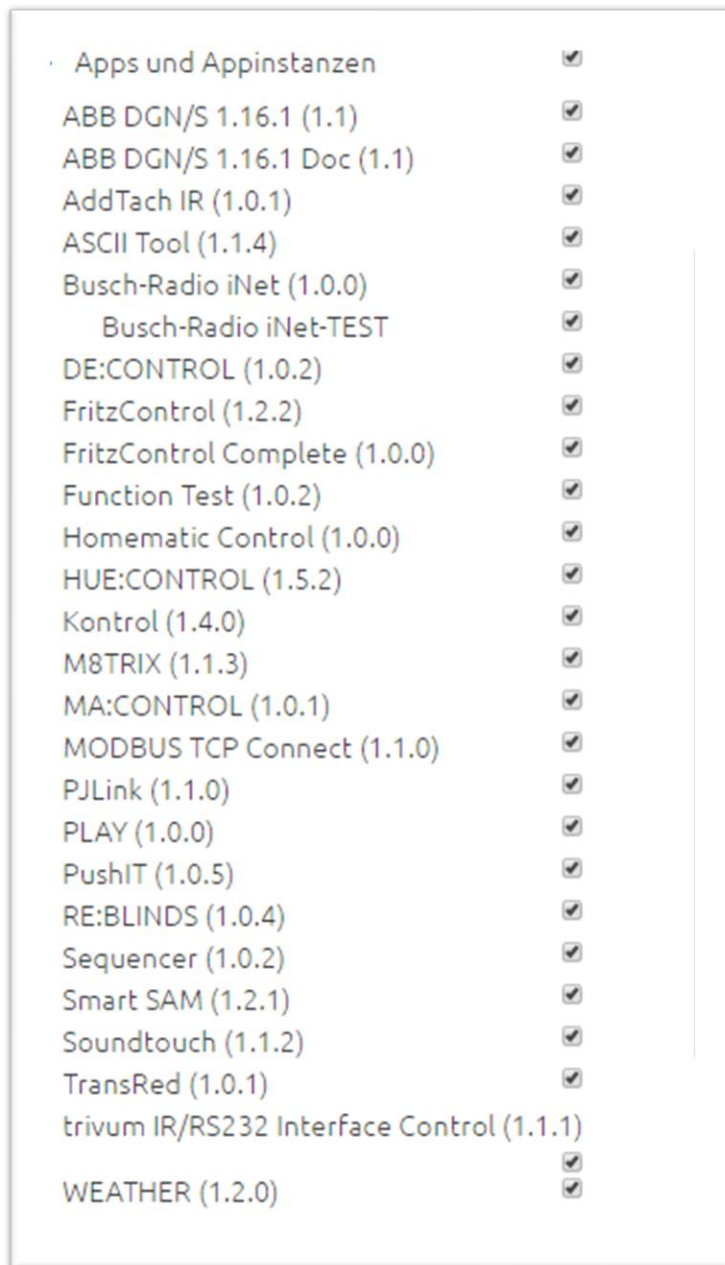 Apps und Appinstanzen
ABB DGN/S 1.16.1 (1.1)
ABB DGN/S 1.16.1 Doc (1.1)
AddTach IR (1.0.1)
ASCII Tool (1.1.4)
Busch-Radio iNet (1.0.0)
Busch-Radio iNet-TEST
DE:CONTROL (1.0.2)
FritzControl (1.2.2)
FritzControl Complete (1.0.0)
Function Test (1.0.2)
Homematic Control (1.0.0)
HUE:CONTROL (1.5.2)
Kontrol (1.4.0)
M8TRIX (1.1.3)
MA:CONTROL (1.0.1)
MODBUS TCP Connect (1.1.0)
PJLink (1.1.0)
PLAY (1.0.0)
PushIT (1.0.5)
RE:BLINDS (1.0.4)
Sequencer (1.0.2)
Smart SAM (1.2.1)
Soundtouch (1.1.2)
TransRed (1.0.1)
trivum IR/RS232 Interface Control (1.1.1)
WEATHER (1.2.0)